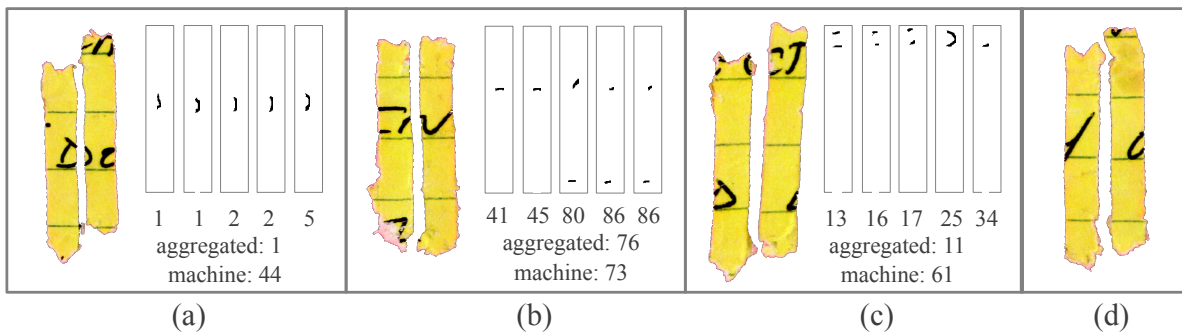 De
1 1 2 2 5
aggregated: 1
machine: 44
(a)
41 45 80 86 86
aggregated: 76
machine: 73
(b)
13 16 17 25 34
aggregated: 11
machine: 61
(c)
(d)